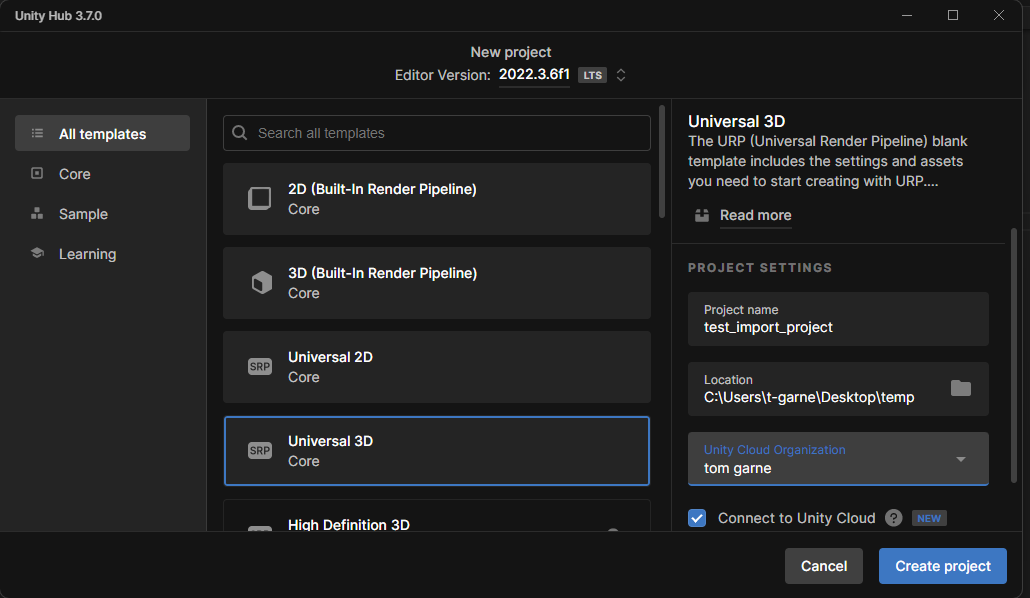 Unity Hub 3.7.0
New project
Editor Version: 2022.3.6f1 LTS
All templates
Core
Sample
Learning
Search all templates
2D (Built-In Render Pipeline)
Core
3D (Built-In Render Pipeline)
Core
SRP
Universal 2D
Core
SRP
Universal 3D
Core
High Definition 3D
Universal 3D
The URP (Universal Render Pipeline) blank
template includes the settings and assets
you need to start creating with URP....
Read more
PROJECT SETTINGS
Project name
test_import_project
Location
C:\Users\t-garne\Desktop\temp
Unity Cloud Organization
tom garne
Connect to Unity Cloud ? NEW
Cancel
Create project